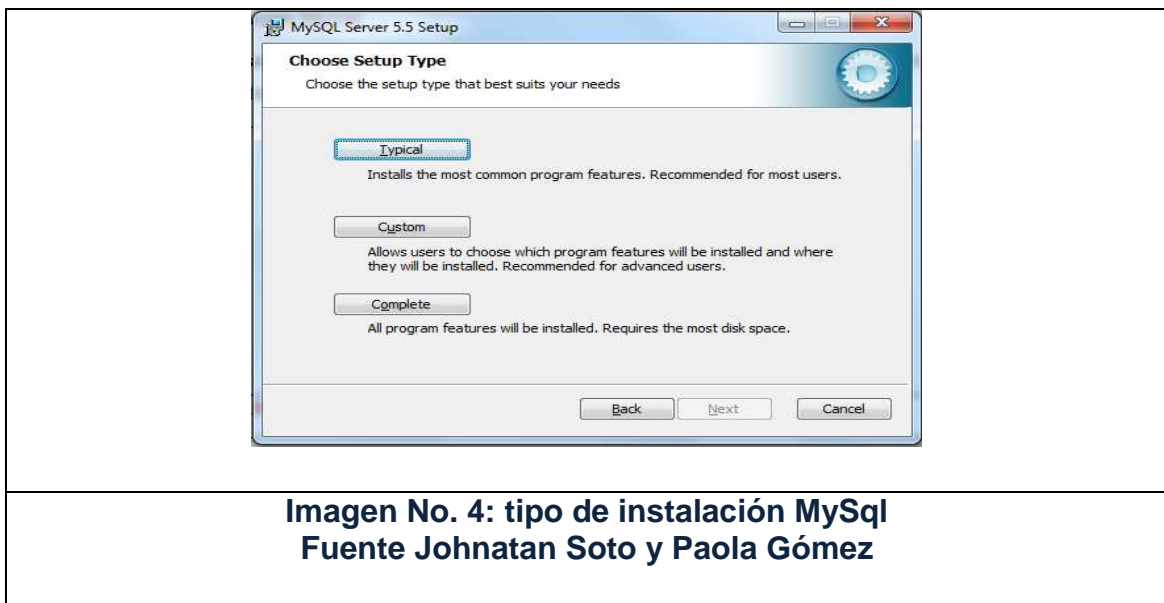 MySQL Server 5.5 Setup
Choose Setup Type
Choose the setup type that best suits your needs
Typical
Installs the most common program features. Recommended for most users.
Custom
Allows users to choose which program features will be installed and where
they will be installed. Recommended for advanced users.
Complete
All program features will be installed. Requires the most disk space.
Back Next Cancel
Imagen No. 4: tipo de instalación MySql
Fuente Johnatan Soto y Paola Gómez